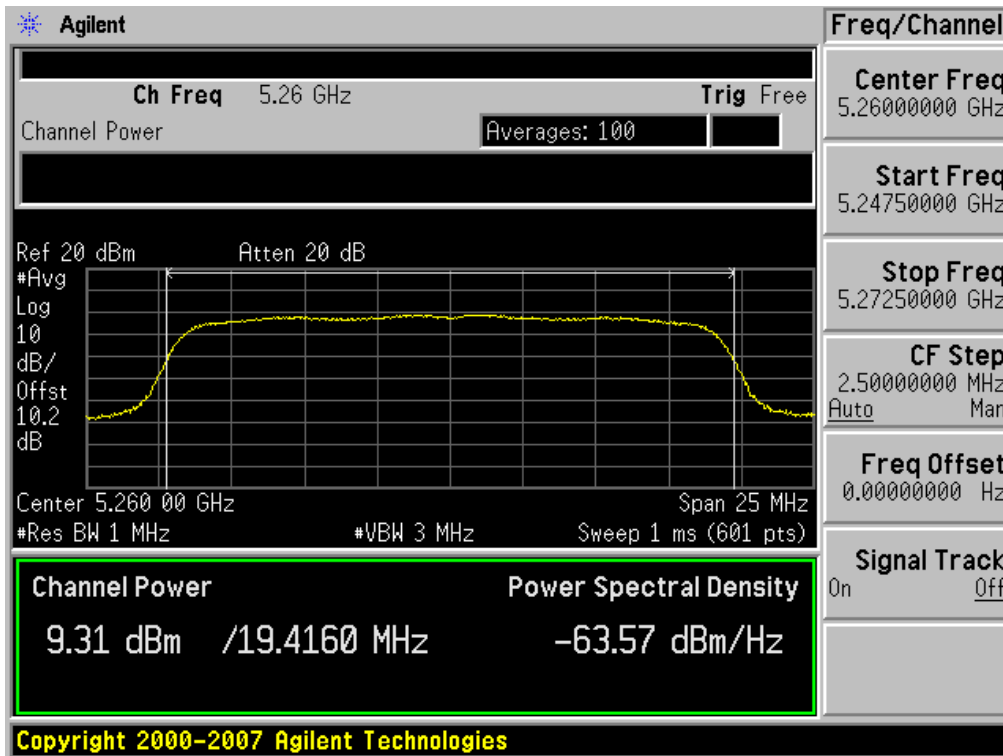 Agilent
Freq/Channel
Ch Freq 5.26 GHz Trig Free
Channel Power Averages: 100
Ref 20 dBm Atten 20 dB
#Avg
Log
10
dB/
Offst
10.2
dB
Center 5.260 00 GHz Span 25 MHz
#Res BW 1 MHz #VBW 3 MHz Sweep 1 ms (601 pts)
Channel Power Power Spectral Density
9.31 dBm /19.4160 MHz -63.57 dBm/Hz
Center Freq
5.26000000 GHz
Start Freq
5.24750000 GHz
Stop Freq
5.27250000 GHz
CF Step
2.50000000 MHz
Auto Man
Freq Offset
0.00000000 Hz
Signal Track
On Off
Copyright 2000-2007 Agilent Technologies